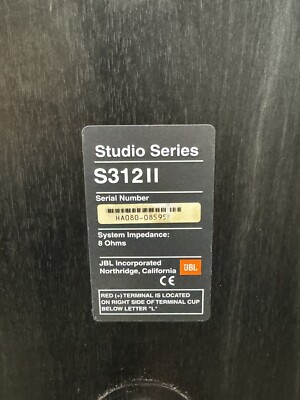 Studio Series
S312II
Serial Number
HA080-08595
System Impedance:
8 Ohms
JBL Incorporated
Northridge, California
JBL
CE
RED (+) TERMINAL IS LOCATED
ON RIGHT SIDE OF TERMINAL CUP
BELOW LETTER "L"